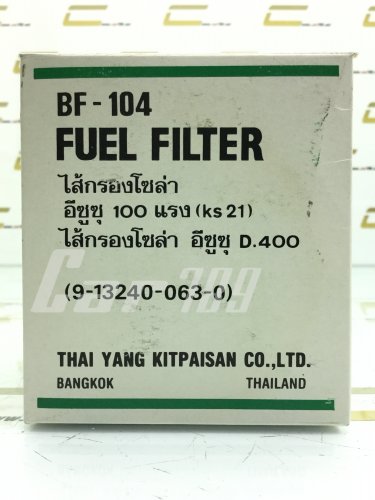 BF-104
FUEL FILTER
ไส้กรองโซล่า
อีซูซุ 100 แรง (ks 21)
ไส้กรองโซล่า อีซูซุ D.400
(9-13240-063-0)
Car 789
THAI YANG KITPAISAN CO.,LTD.
BANGKOK THAILAND